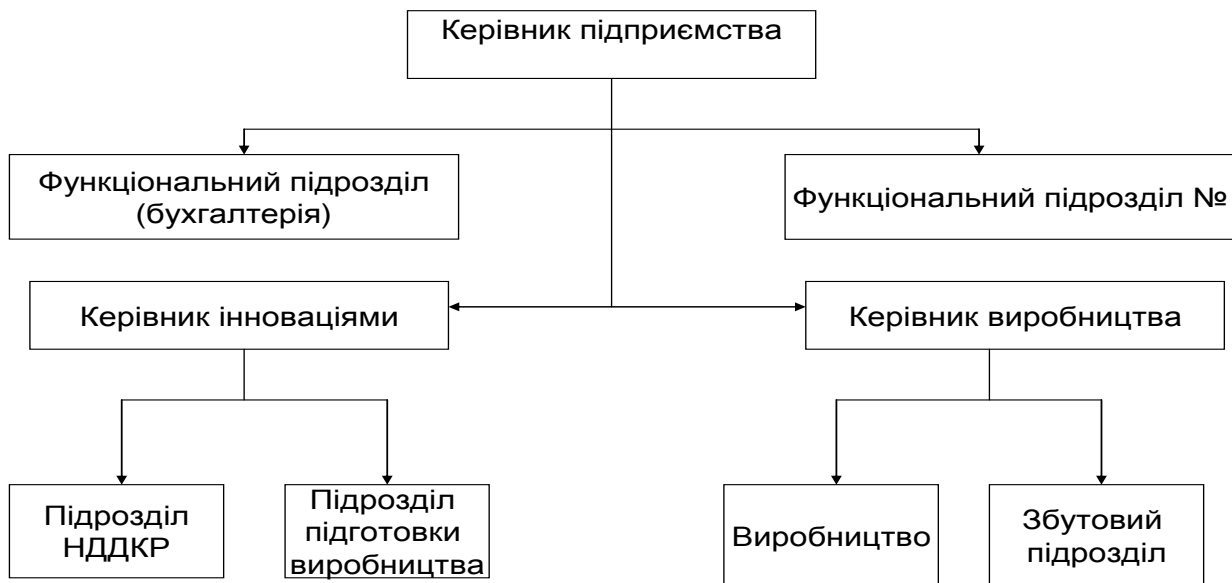 Керівник підприємства
Функціональний підрозділ
(бухгалтерія)
Функціональний підрозділ №
Керівник інноваціями
Керівник виробництва
Підрозділ
НДДКР
Підрозділ
підготовки
виробництва
Виробництво
Збутовий
підрозділ